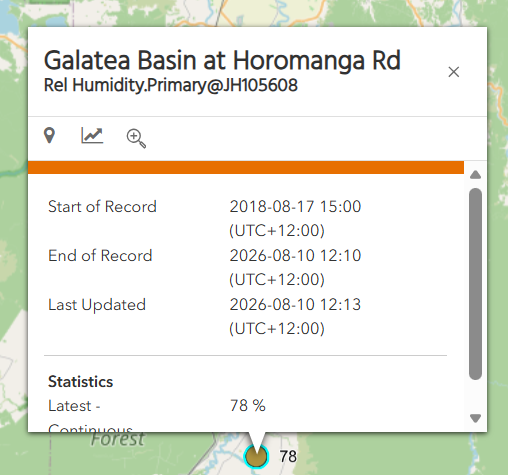 Galatea Basin at Horomanga Rd
Rel Humidity.Primary@JH105608
Start of Record 2018-08-17 15:00
(UTC+12:00)
End of Record 2026-08-10 12:10
(UTC+12:00)
Last Updated 2026-08-10 12:13
(UTC+12:00)
Statistics
Latest - 78 %
Continuous
Forest
78